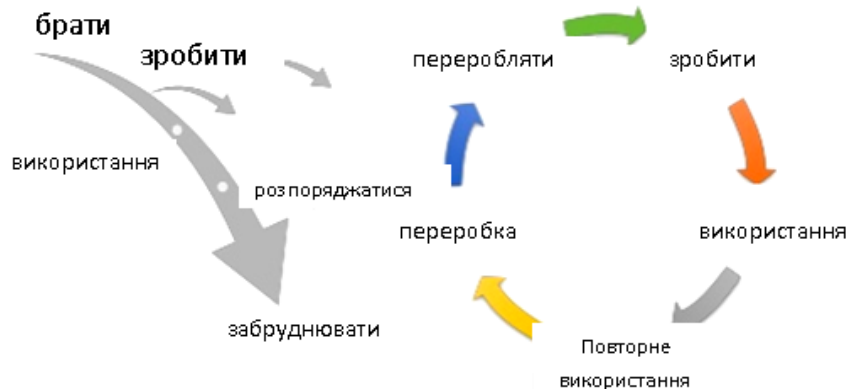 брати
зробити
використання
розпоряджатися
забруднювати
переробляти
зробити
використання
Повторне
використання
переробка